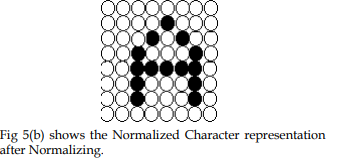 Fig 5(b) shows the Normalized Character representation
after Normalizing.